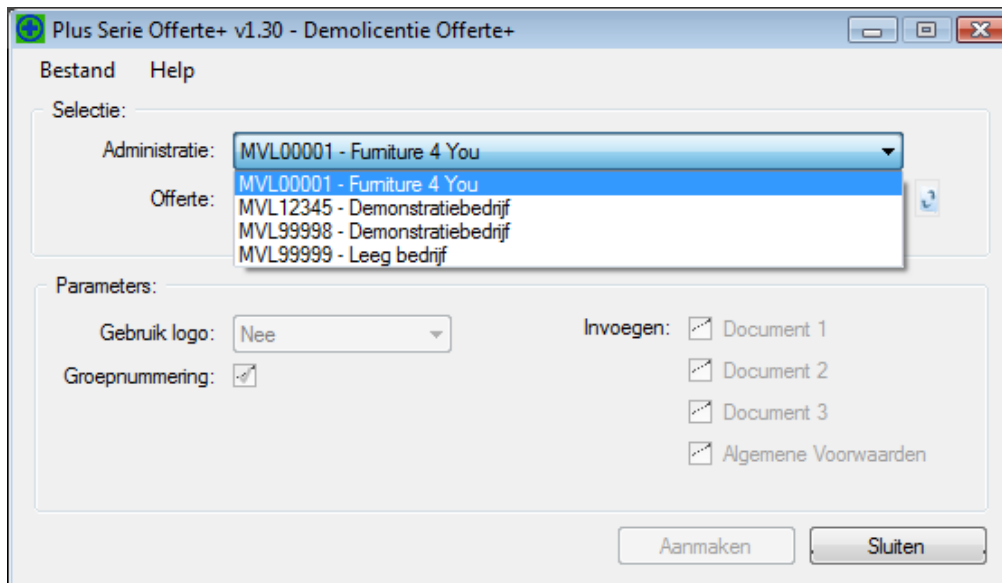 Plus Serie Offerte+ v1.30 - Demolicentie Offerte+
Bestand Help
Selectie:
Administratie: MVL00001 - Furniture 4 You
MVL00001 - Furniture 4 You
Offerte:
MVL12345 - Demonstratiebedrijf
MVL99998 - Demonstratiebedrijf
MVL99999 - Leeg bedrijf
Parameters:
Gebruik logo: Nee
Invoegen: Document 1
Groepnummering:
Document 2
Document 3
Algemene Voorwaarden
Aanmaken Sluiten